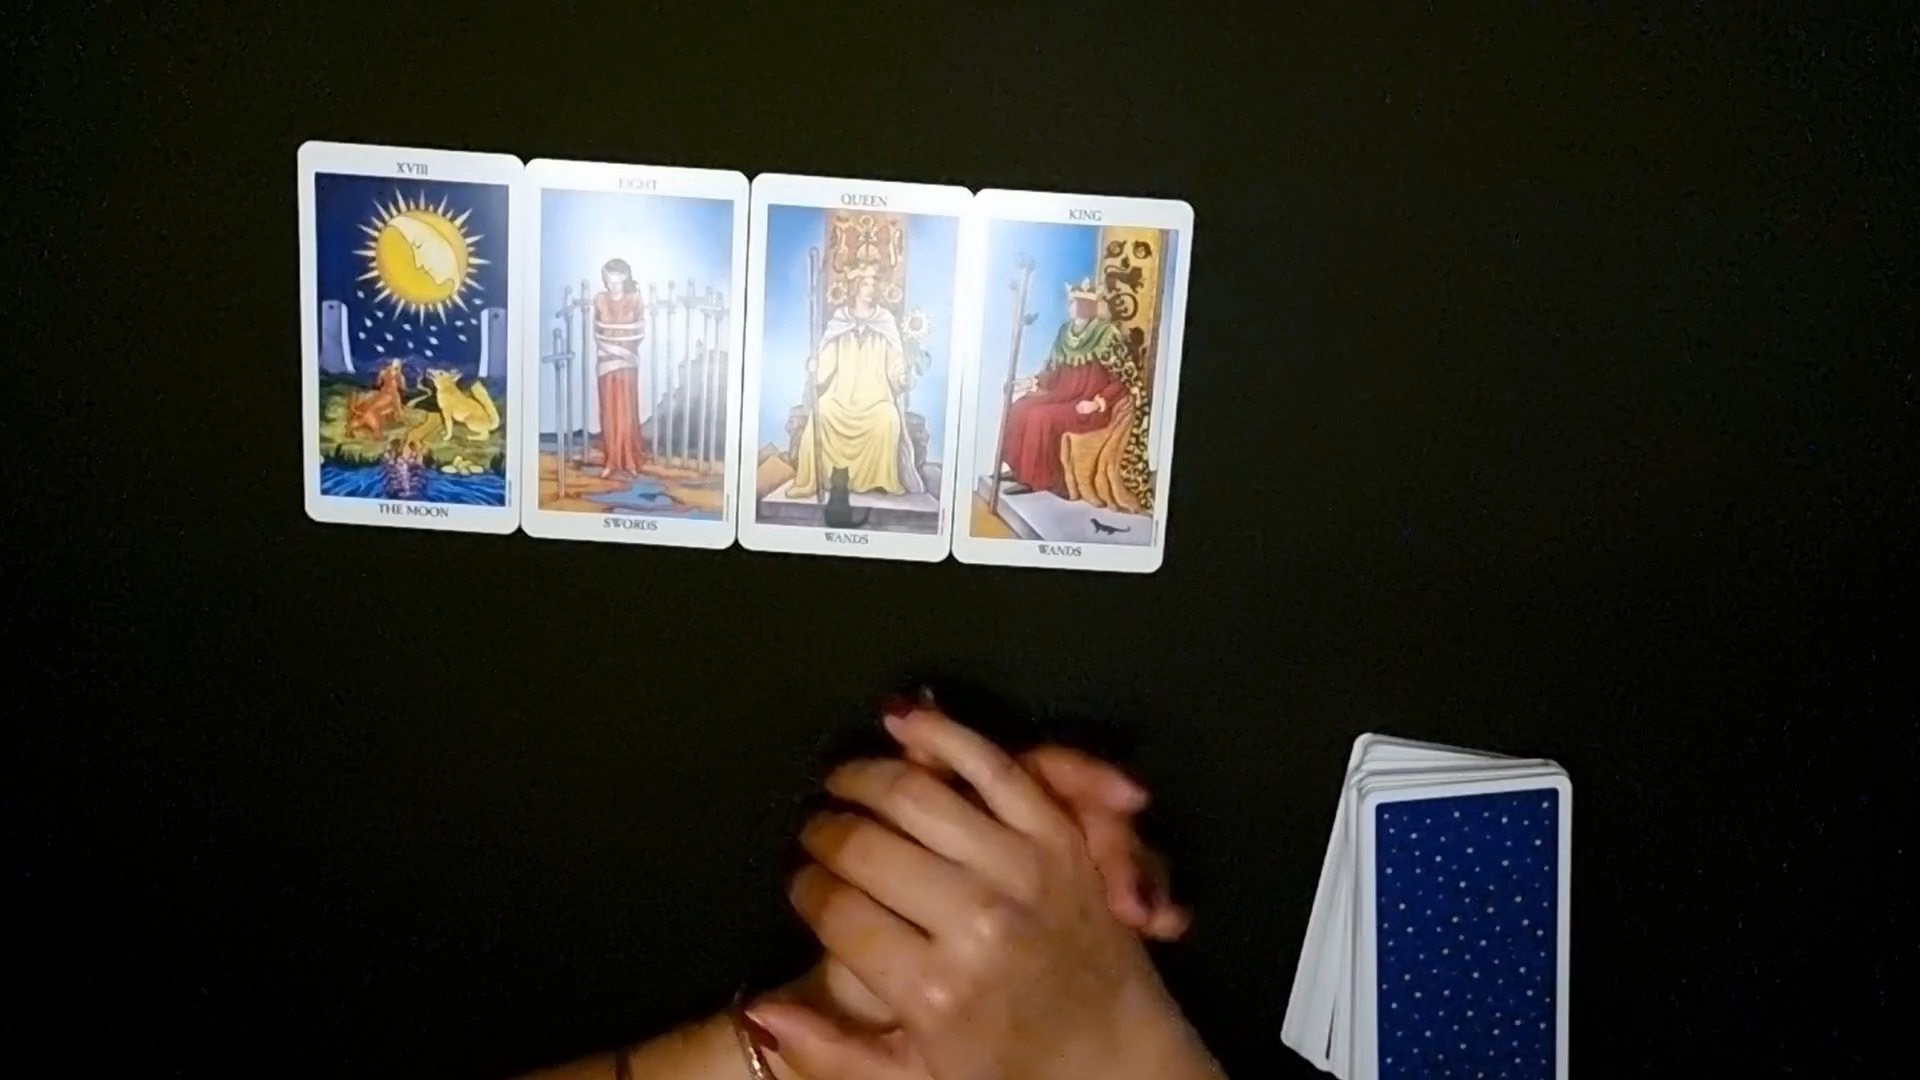 XVIII
THE MOON
EIGHT
SWORDS
QUEEN
WANDS
KING
WANDS